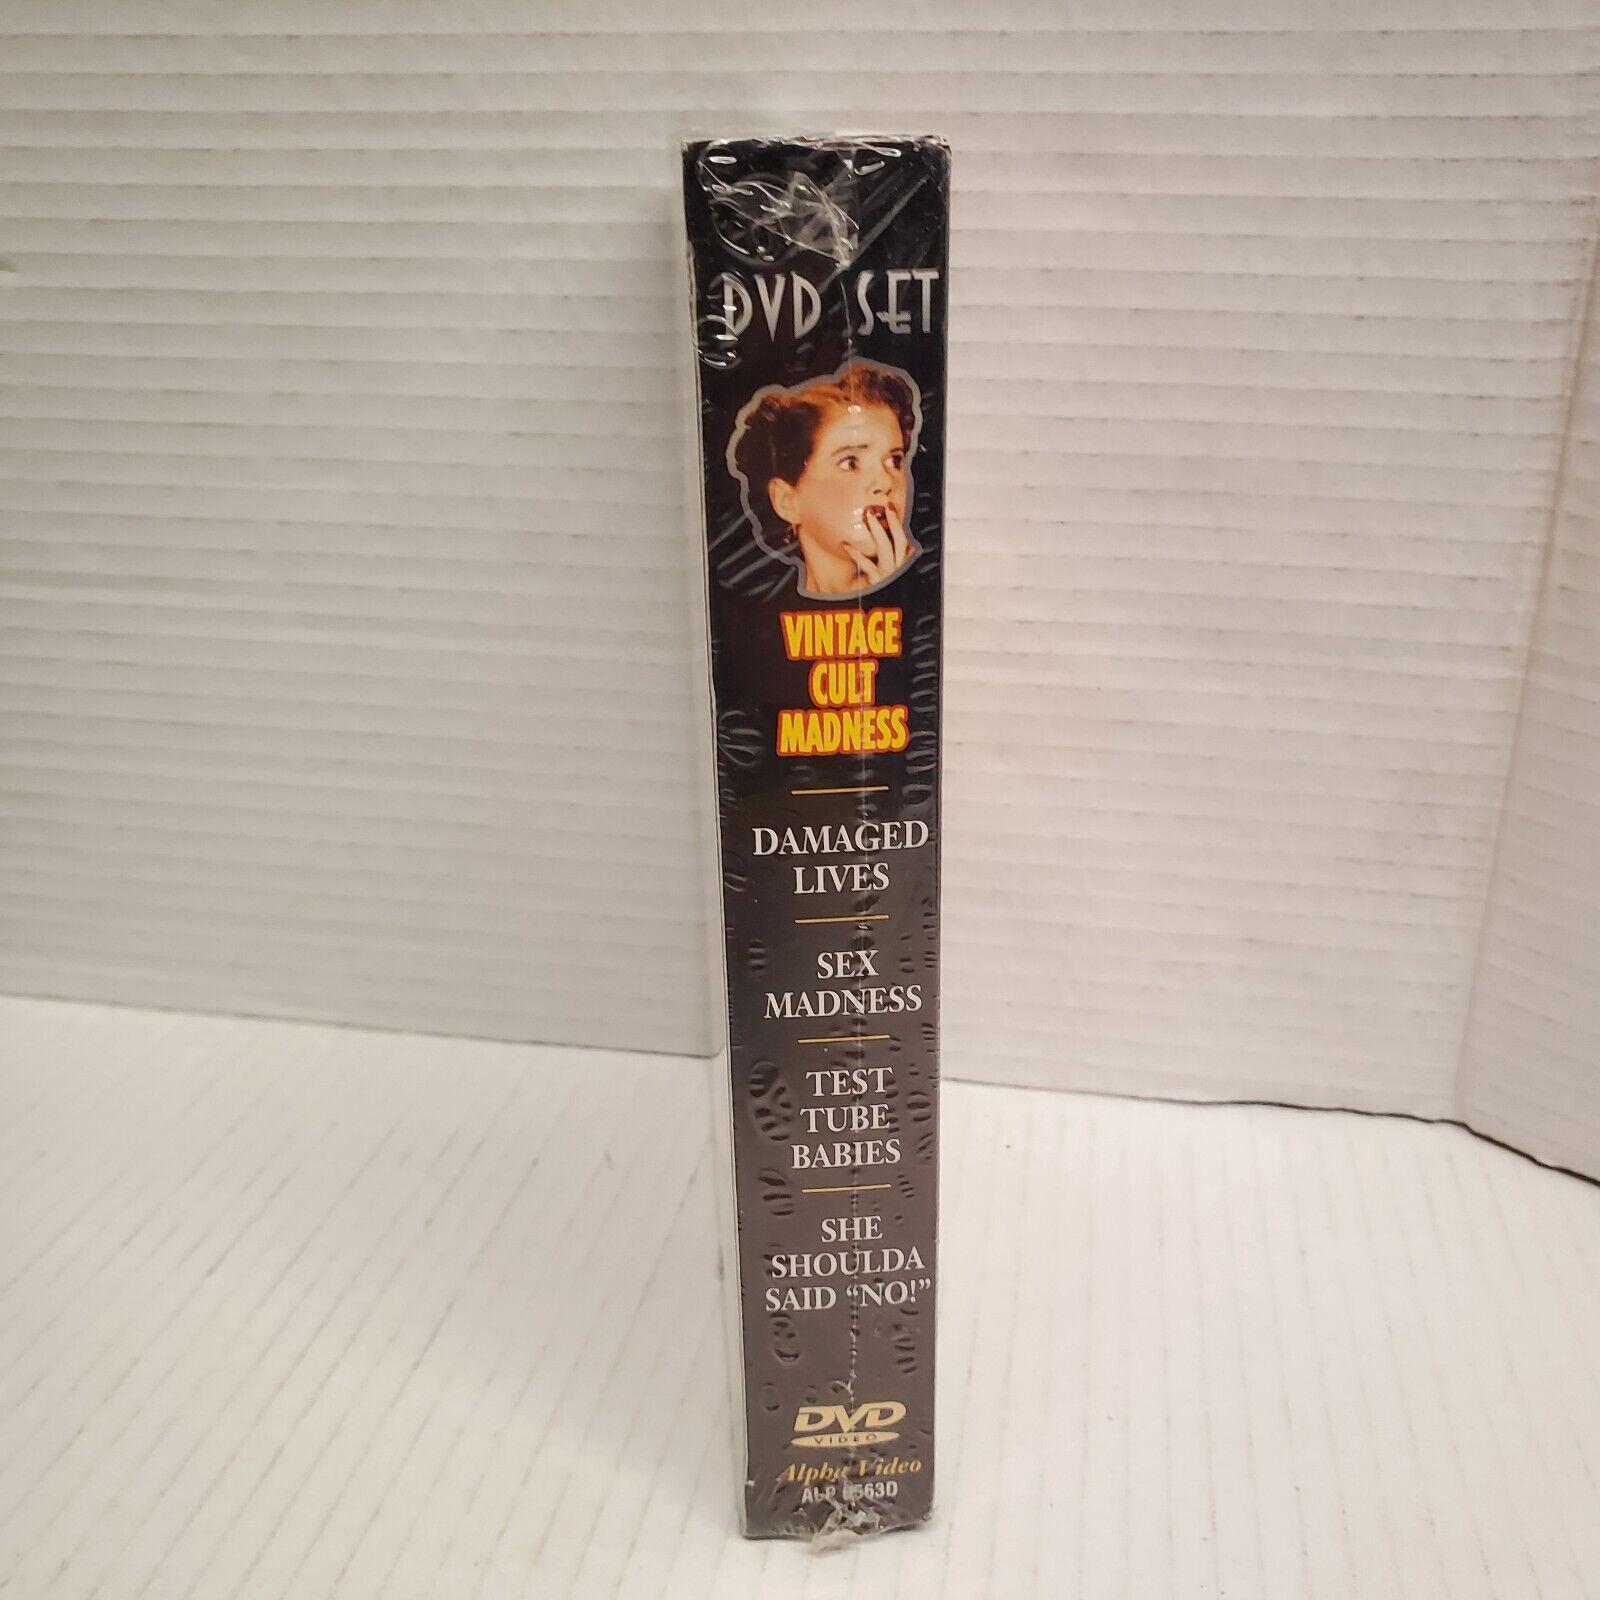 DVD SET
VINTAGE
CULT
MADNESS
DAMAGED
LIVES
SEX
MADNESS
TEST
TUBE
BABIES
SHE
SHOULDA
SAID “NO!”
DVD
VIDEO
Alpha Video
ALP